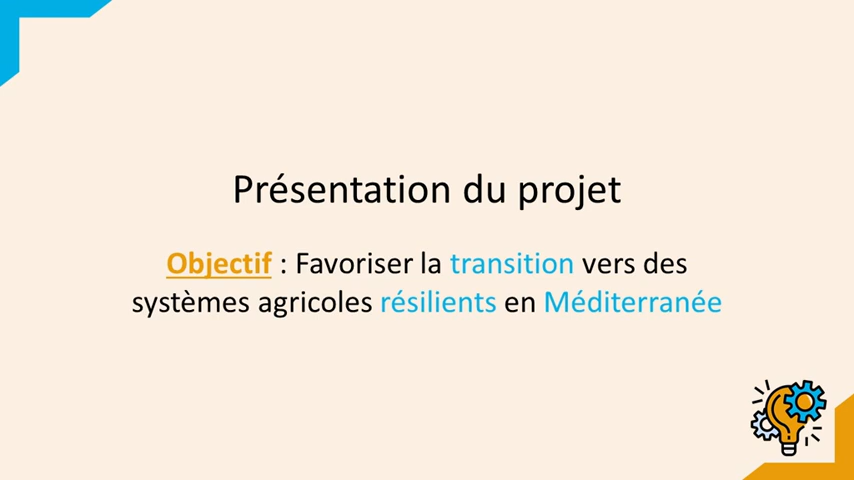 Présentation du projet
Objectif : Favoriser la transition vers des
systèmes agricoles résilients en Méditerranée